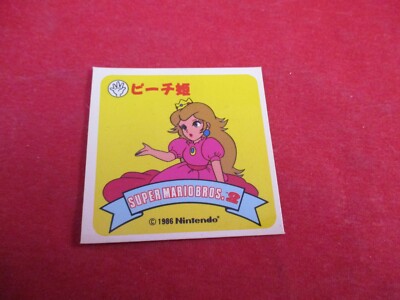 ピーチ姫
SUPER MARIO BROS. 2
© 1986 Nintendo